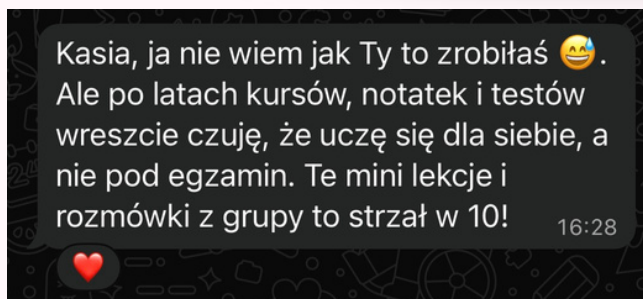 Kasia, ja nie wiem jak Ty to zrobiłaś 😅.
Ale po latach kursów, notatek i testów
wreszcie czuję, że uczę się dla siebie, a
nie pod egzamin. Te mini lekcje i
rozmówki z grupy to strzał w 10!
16:28